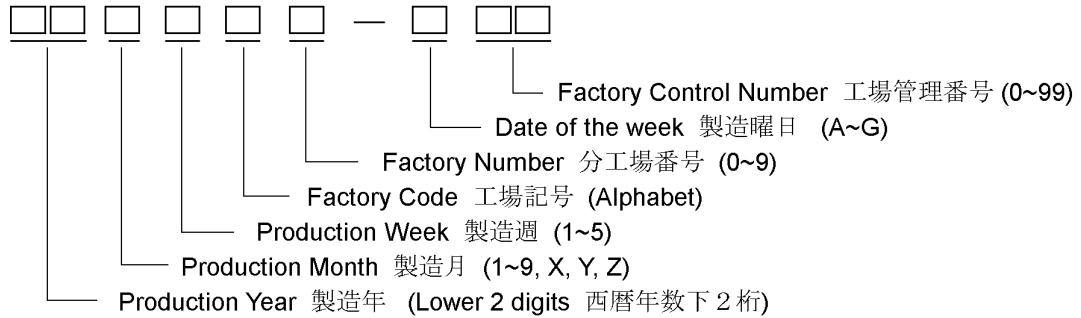 Factory Control Number 工場管理番号 (0~99)
Date of the week 製造曜日 (A~G)
Factory Number 分工場番号 (0~9)
Factory Code 工場記号 (Alphabet)
Production Week 製造週 (1~5)
Production Month 製造月 (1~9, X, Y, Z)
Production Year 製造年 (Lower 2 digits 西暦年数下２桁)